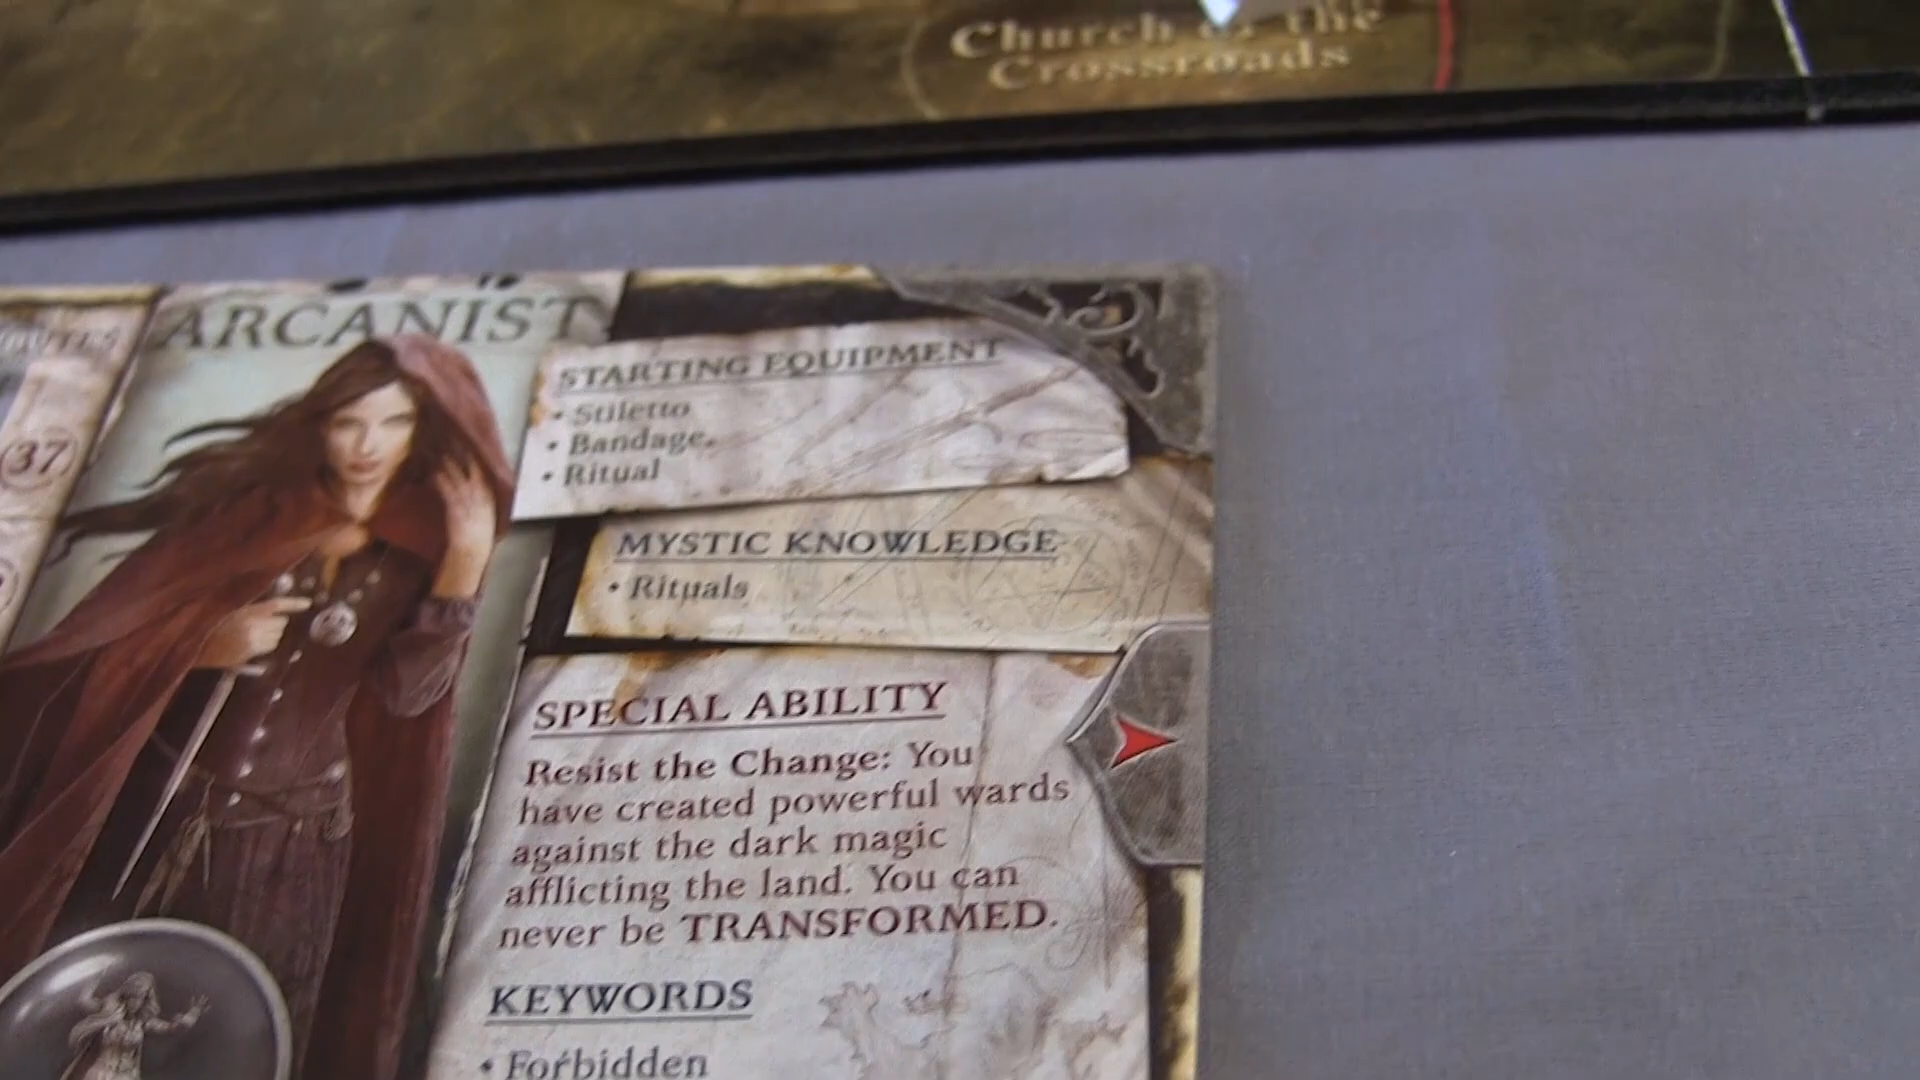 Church of the
Crossroads
ARCANIST
37
STARTING EQUIPMENT
• Stiletto
• Bandage
• Ritual
MYSTIC KNOWLEDGE
• Rituals
SPECIAL ABILITY
Resist the Change: You
have created powerful wards
against the dark magic
afflicting the land. You can
never be TRANSFORMED.
KEYWORDS
• Forbidden